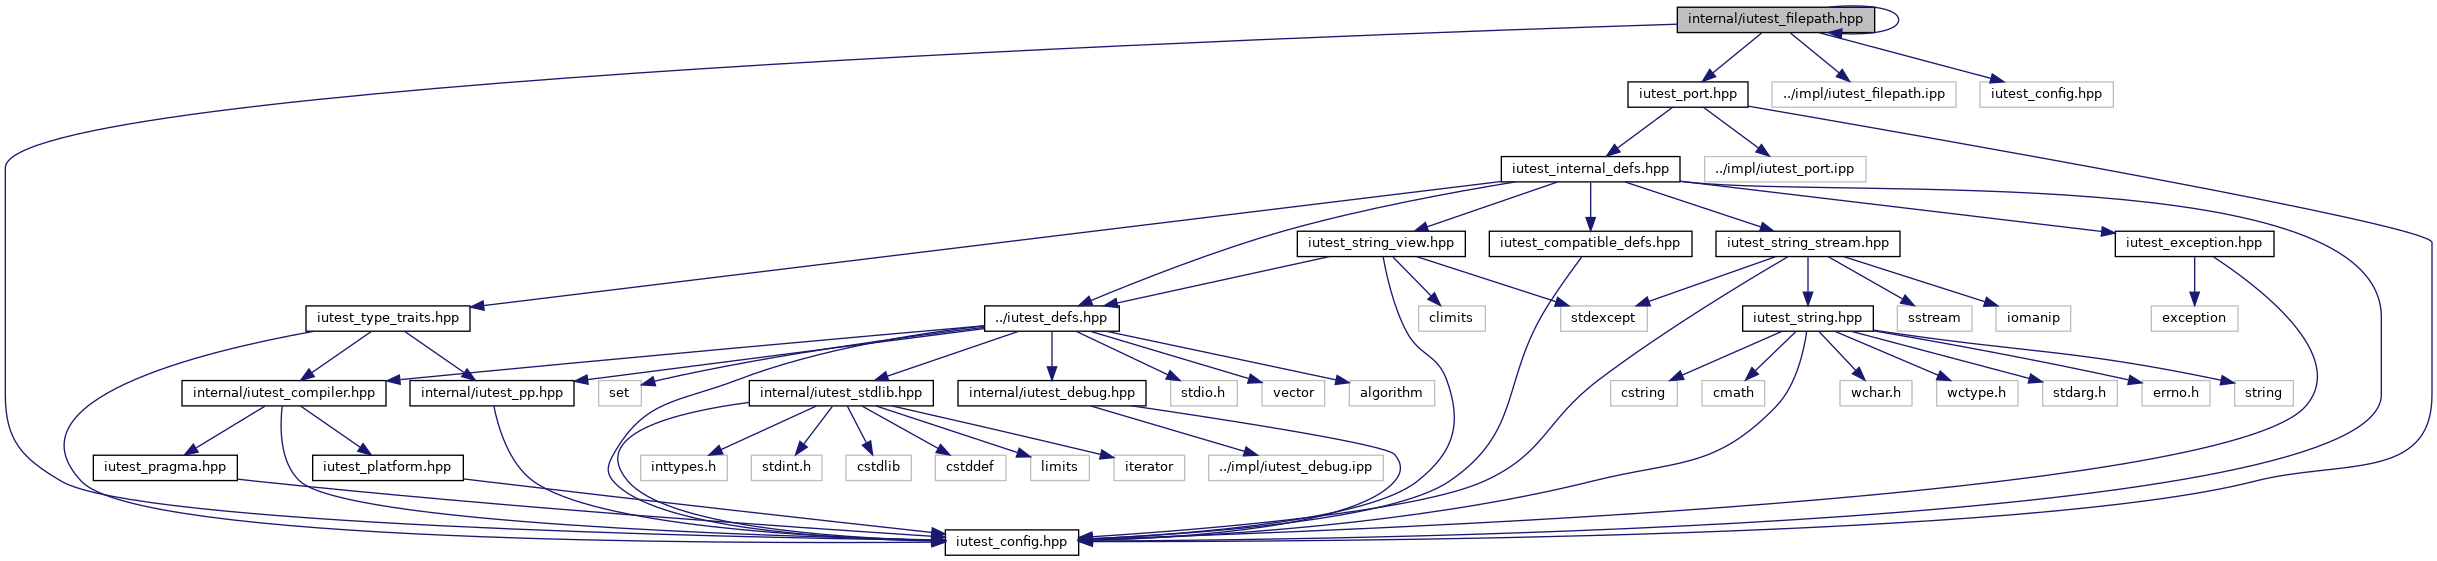 internal/iutest_filepath.hpp
iutest_port.hpp
../impl/iutest_filepath.ipp
iutest_config.hpp
iutest_internal_defs.hpp
../impl/iutest_port.ipp
iutest_string_view.hpp
iutest_compatible_defs.hpp
iutest_string_stream.hpp
iutest_exception.hpp
iutest_type_traits.hpp
../iutest_defs.hpp
climits
stdexcept
iutest_string.hpp
sstream
iomanip
exception
internal/iutest_compiler.hpp
internal/iutest_pp.hpp
set
internal/iutest_stdlib.hpp
internal/iutest_debug.hpp
stdio.h
vector
algorithm
cstring
cmath
wchar.h
wctype.h
stdarg.h
errno.h
string
iutest_pragma.hpp
iutest_platform.hpp
inttypes.h
stdint.h
cstdlib
cstddef
limits
iterator
../impl/iutest_debug.ipp
iutest_config.hpp